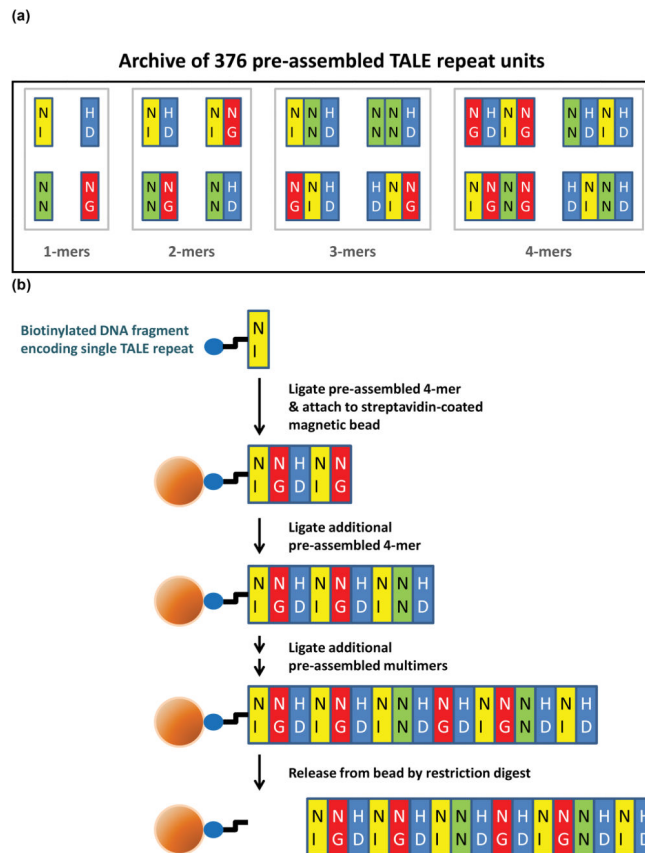 (a)
Archive of 376 pre-assembled TALE repeat units
N H N H N N N N H N N H N H N N N H N H
I D I D I G I N D N N D G D I G N D I D
N N N N N H N N H H N N N N N N H N N H
N G N G N D G I D D I G I G N G D I N D
1-mers 2-mers 3-mers 4-mers
(b)
Biotinylated DNA fragment
encoding single TALE repeat
N
I
Ligate pre-assembled 4-mer
& attach to streptavidin-coated
magnetic bead
N N H N N
I G D I G
Ligate additional
pre-assembled 4-mer
N N H N N H N N H
I G D I G D I N D
Ligate additional
pre-assembled multimers
N N H N N H N N H N H N N N H N H
I G D I G D I N D G D I G N D I D
Release from bead by restriction digest
N N H N N H N N H N H N N N H N H
I G D I G D I N D G D I G N D I D